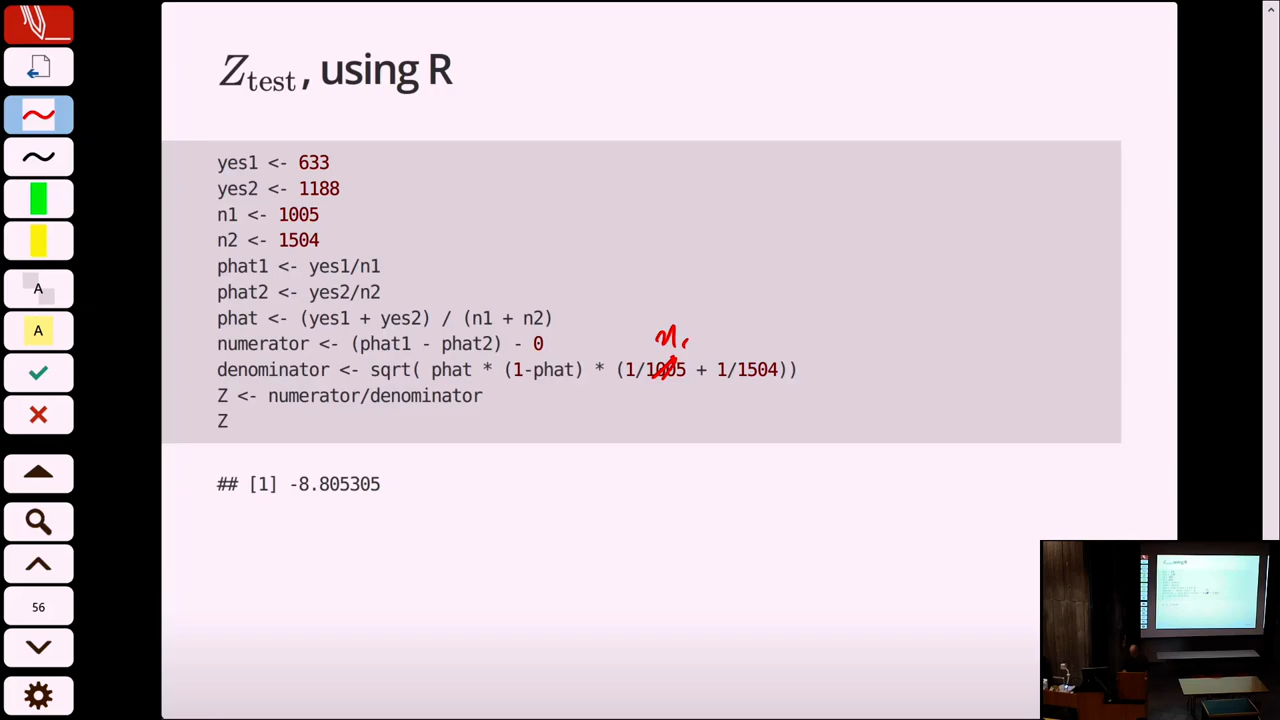 Z_test, using R
yes1 <- 633
yes2 <- 1188
n1 <- 1005
n2 <- 1504
phat1 <- yes1/n1
phat2 <- yes2/n2
phat <- (yes1 + yes2) / (n1 + n2)
numerator <- (phat1 - phat2) - 0
n1
denominator <- sqrt( phat * (1-phat) * (1/1005 + 1/1504))
Z <- numerator/denominator
Z
## [1] -8.805305
A
A
56